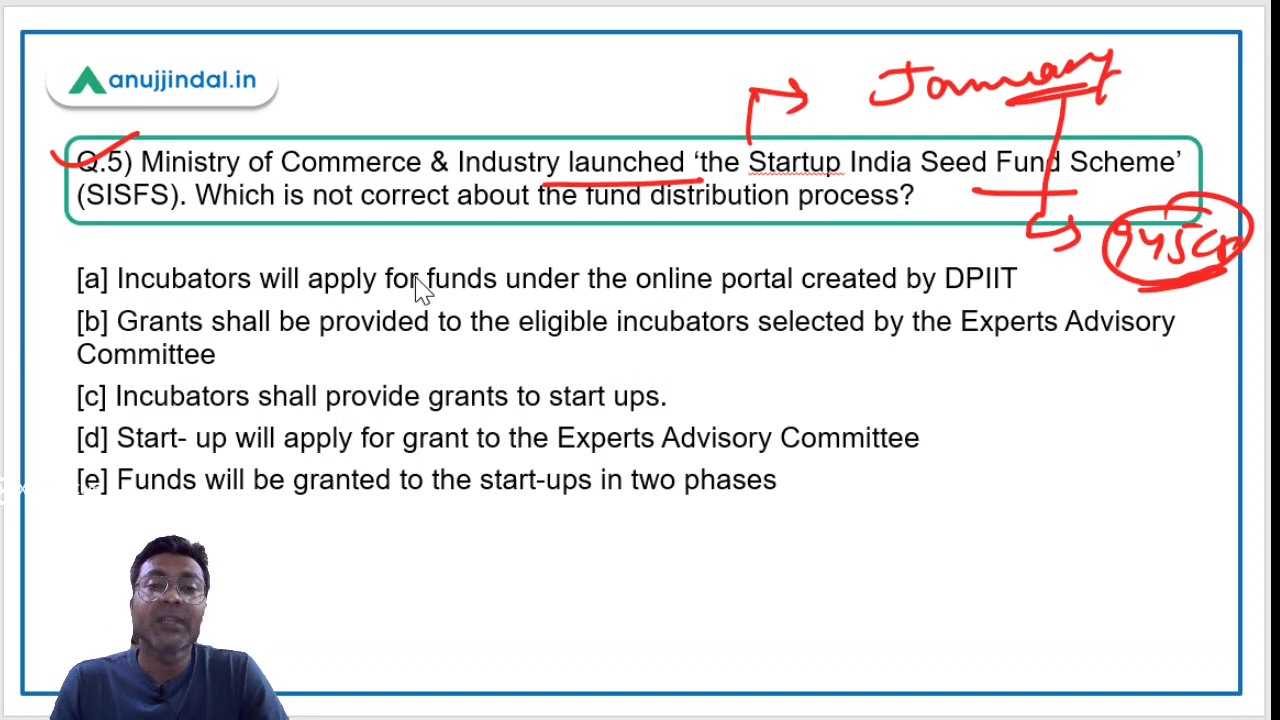 anujjindal.in
January
Q.5) Ministry of Commerce & Industry launched ‘the Startup India Seed Fund Scheme’
(SISFS). Which is not correct about the fund distribution process?
945 Cr
[a] Incubators will apply for funds under the online portal created by DPIIT
[b] Grants shall be provided to the eligible incubators selected by the Experts Advisory
Committee
[c] Incubators shall provide grants to start ups.
[d] Start- up will apply for grant to the Experts Advisory Committee
[e] Funds will be granted to the start-ups in two phases